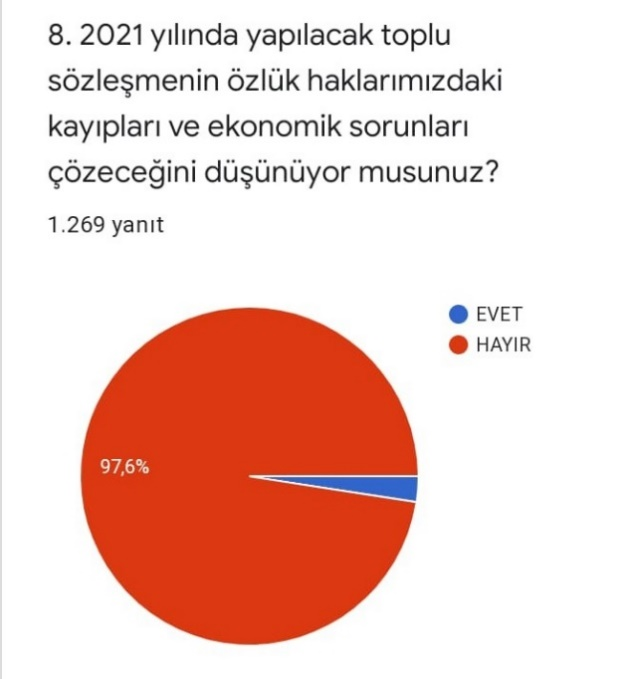 8. 2021 yılında yapılacak toplu
sözleşmenin özlük haklarımızdaki
kayıpları ve ekonomik sorunları
çözeceğini düşünüyor musunuz?
1.269 yanıt
EVET
HAYIR
97,6%